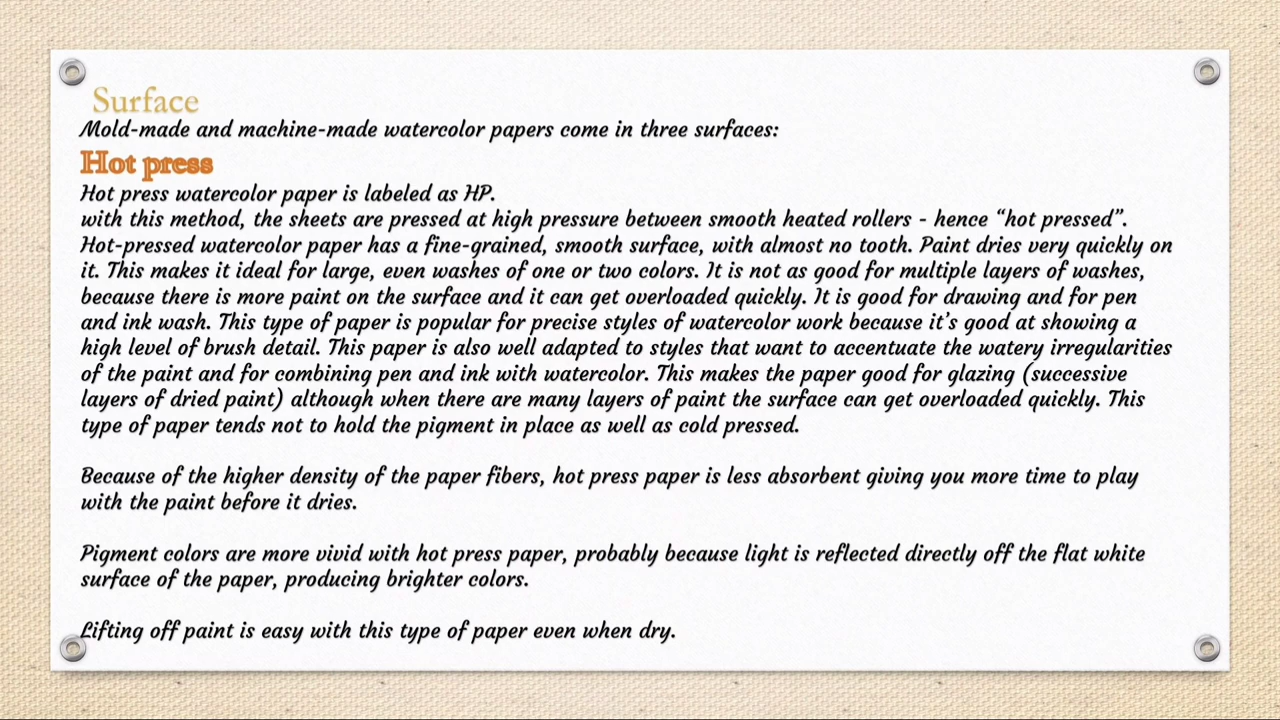 Surface
Mold-made and machine-made watercolor papers come in three surfaces:
Hot press
Hot press watercolor paper is labeled as HP.
with this method, the sheets are pressed at high pressure between smooth heated rollers - hence “hot pressed”.
Hot-pressed watercolor paper has a fine-grained, smooth surface, with almost no tooth. Paint dries very quickly on
it. This makes it ideal for large, even washes of one or two colors. It is not as good for multiple layers of washes,
because there is more paint on the surface and it can get overloaded quickly. It is good for drawing and for pen
and ink wash. This type of paper is popular for precise styles of watercolor work because it’s good at showing a
high level of brush detail. This paper is also well adapted to styles that want to accentuate the watery irregularities
of the paint and for combining pen and ink with watercolor. This makes the paper good for glazing (successive
layers of dried paint) although when there are many layers of paint the surface can get overloaded quickly. This
type of paper tends not to hold the pigment in place as well as cold pressed.
Because of the higher density of the paper fibers, hot press paper is less absorbent giving you more time to play
with the paint before it dries.
Pigment colors are more vivid with hot press paper, probably because light is reflected directly off the flat white
surface of the paper, producing brighter colors.
Lifting off paint is easy with this type of paper even when dry.